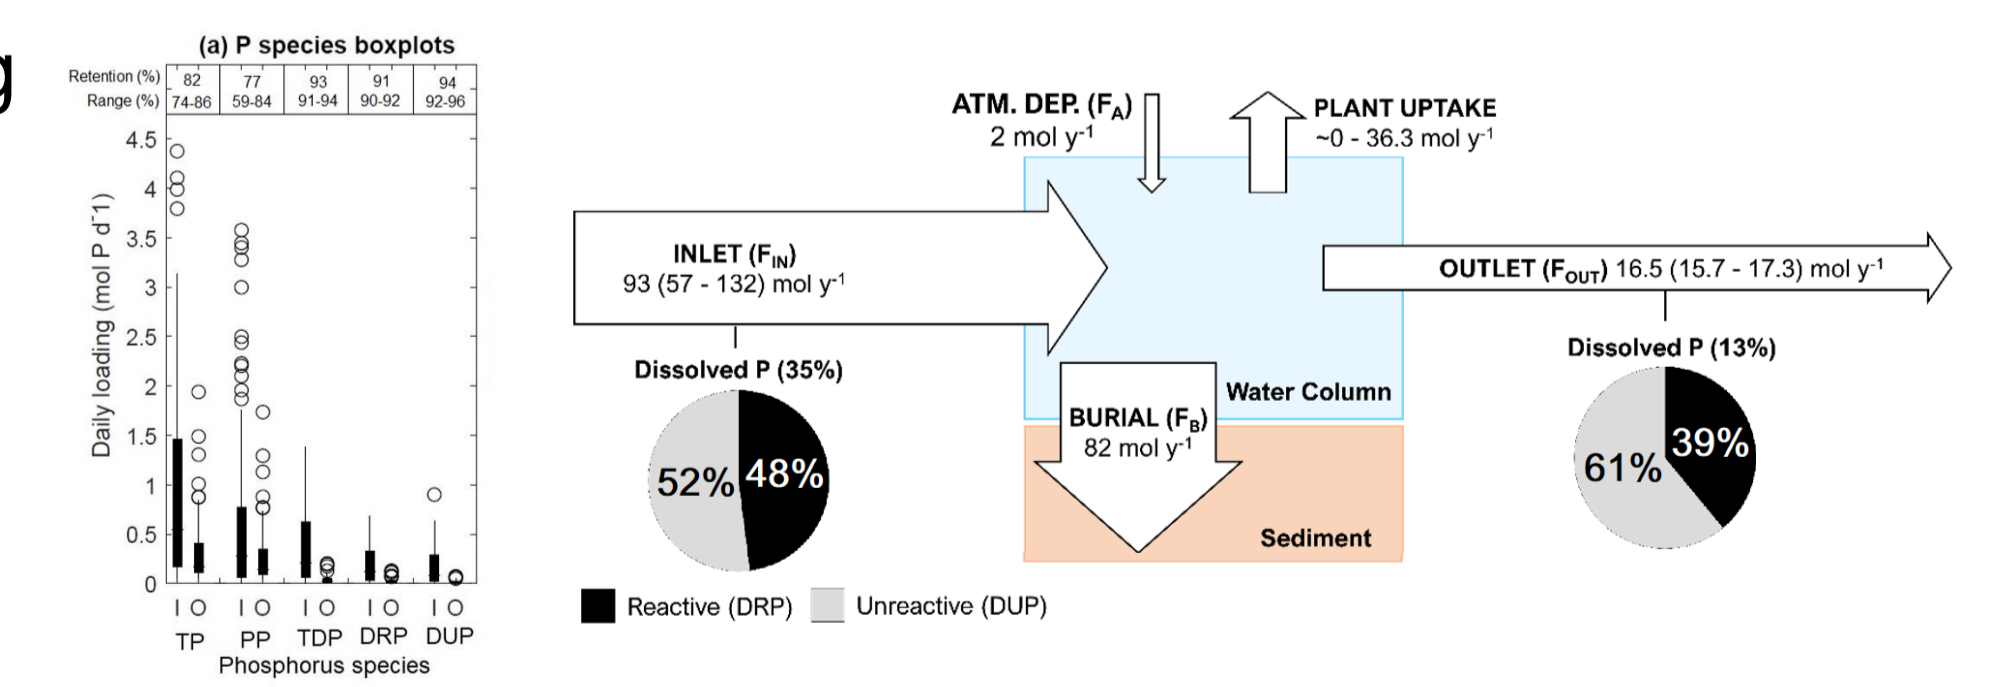 g
(a) P species boxplots
Retention (%) 82 77 93 91 94
Range (%) 74-86 59-84 91-94 90-92 92-96
4.5
4
3.5
3
2.5
2
1.5
1
0.5
0
Daily loading (mol P d⁻1)
I O I O I O I O I O
TP PP TDP DRP DUP
Phosphorus species
ATM. DEP. (F_A)
2 mol y⁻¹
PLANT UPTAKE
~0 - 36.3 mol y⁻¹
INLET (F_IN)
93 (57 - 132) mol y⁻¹
OUTLET (F_OUT) 16.5 (15.7 - 17.3) mol y⁻¹
Dissolved P (35%)
52% 48%
Water Column
BURIAL (F_B)
82 mol y⁻¹
Sediment
Dissolved P (13%)
61% 39%
Reactive (DRP) Unreactive (DUP)